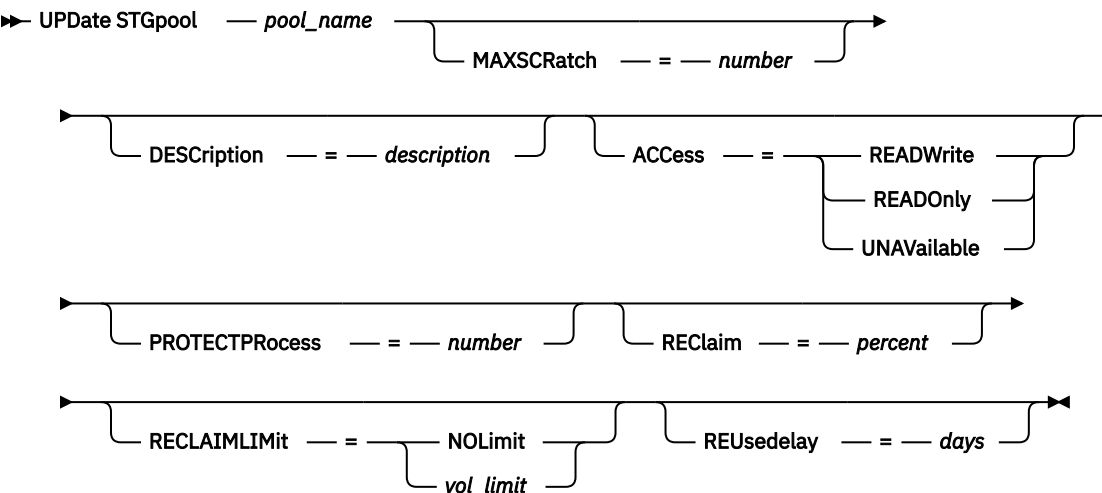 UPDate STGpool pool_name
MAXSCRatch = number
DESCription = description ACCess = READWrite
READOnly
UNAVailable
PROTECTPRocess = number REClaim = percent
RECLAIMLIMit = NOLimit REUsedelay = days
vol_limit